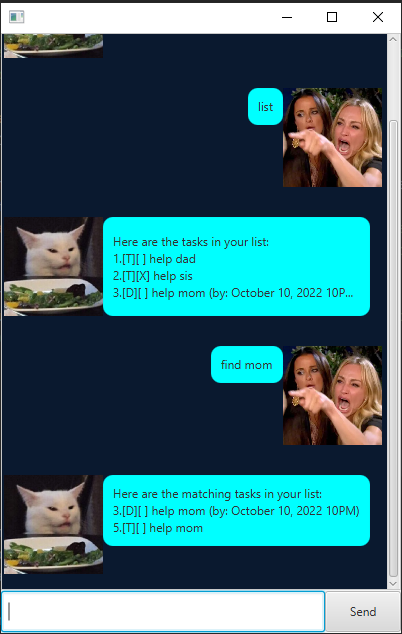 list
Here are the tasks in your list:
1.[T][ ] help dad
2.[T][X] help sis
3.[D][ ] help mom (by: October 10, 2022 10P...
find mom
Here are the matching tasks in your list:
3.[D][ ] help mom (by: October 10, 2022 10PM)
5.[T][ ] help mom
Send